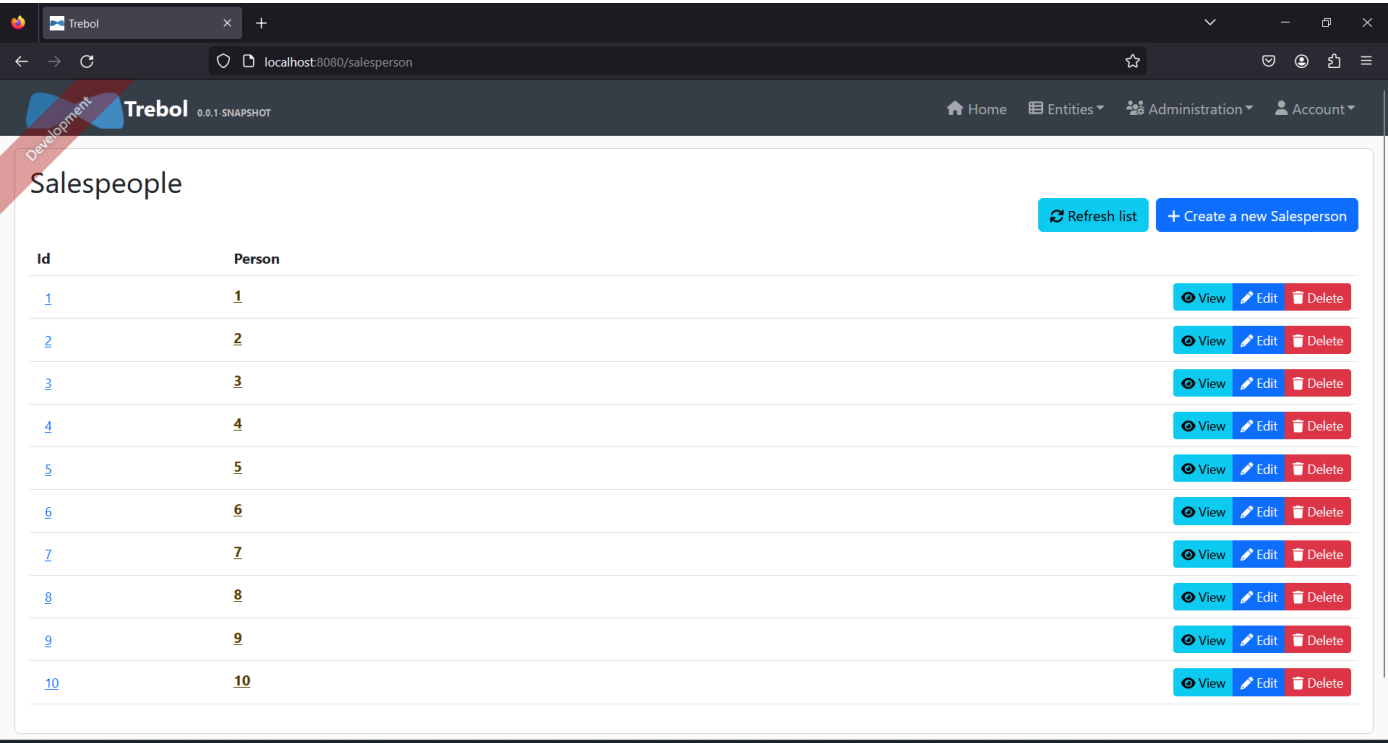 Trebol
localhost:8080/salesperson
Development
Trebol 0.0.1-SNAPSHOT Home Entities Administration Account
Salespeople
Refresh list Create a new Salesperson
Id Person
1 1 View Edit Delete
2 2 View Edit Delete
3 3 View Edit Delete
4 4 View Edit Delete
5 5 View Edit Delete
6 6 View Edit Delete
7 7 View Edit Delete
8 8 View Edit Delete
9 9 View Edit Delete
10 10 View Edit Delete